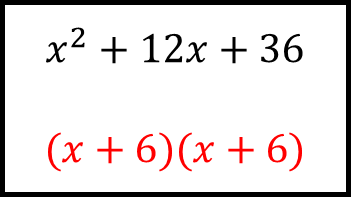 x² + 12x + 36
(x + 6)(x + 6)